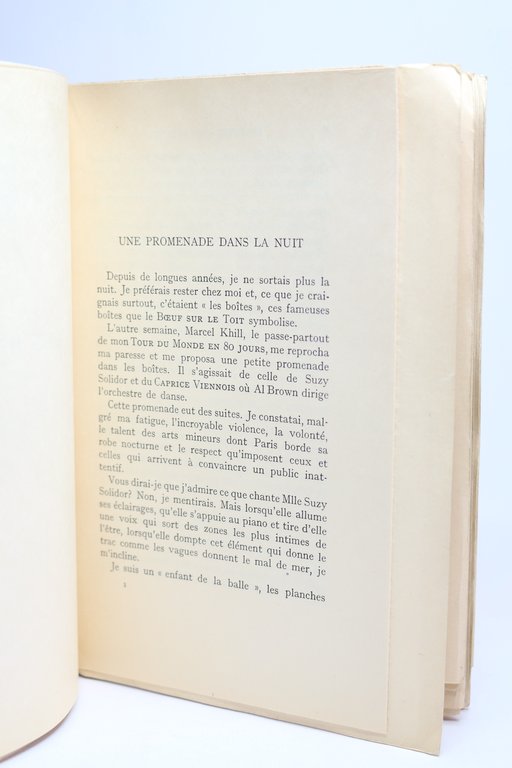 UNE PROMENADE DANS LA NUIT
Depuis de longues années, je ne sortais plus la
nuit. Je préférais rester chez moi et, ce que je crai-
gnais surtout, c'étaient « les boîtes », ces fameuses
boîtes que le BŒUF SUR LE TOIT symbolise.
L'autre semaine, Marcel Khill, le passe-partout
de mon TOUR DU MONDE EN 80 JOURS, me reprocha
ma paresse et me proposa une petite promenade
dans les boîtes. Il s'agissait de celle de Suzy
Solidor et du CAPRICE VIENNOIS où Al Brown dirige
l'orchestre de danse.
Cette promenade eut des suites. Je constatai, mal-
gré ma fatigue, l'incroyable violence, la volonté,
le talent des arts mineurs dont Paris borde sa
robe nocturne et le respect qu'imposent ceux et
celles qui arrivent à convaincre un public inat-
tentif.
Vous dirai-je que j'admire ce que chante Mlle Suzy
Solidor? Non, je mentirais. Mais lorsqu'elle allume
ses éclairages, qu'elle s'appuie au piano et tire d'elle
une voix qui sort des zones les plus intimes de
l'être, lorsqu'elle dompte cet élément qui donne le
trac comme les vagues donnent le mal de mer, je
m'incline.
Je suis un « enfant de la balle », les planches